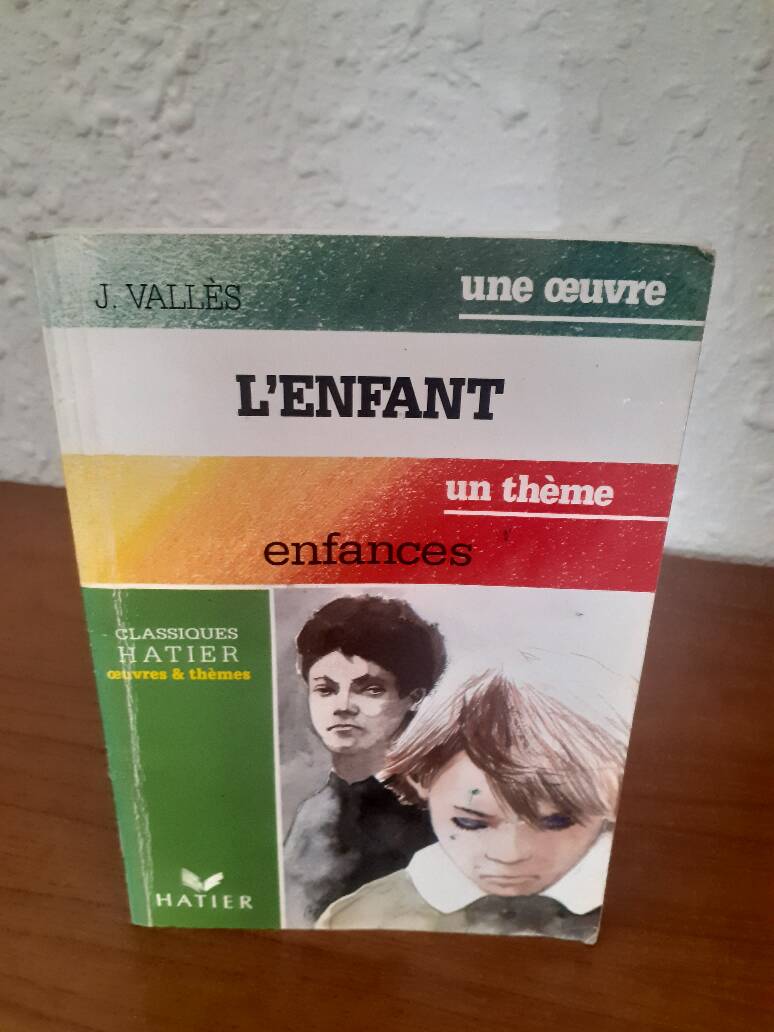 J. VALLÈS
une œuvre
L'ENFANT
un thème
enfances
CLASSIQUES
HATIER
œuvres & thèmes
HATIER